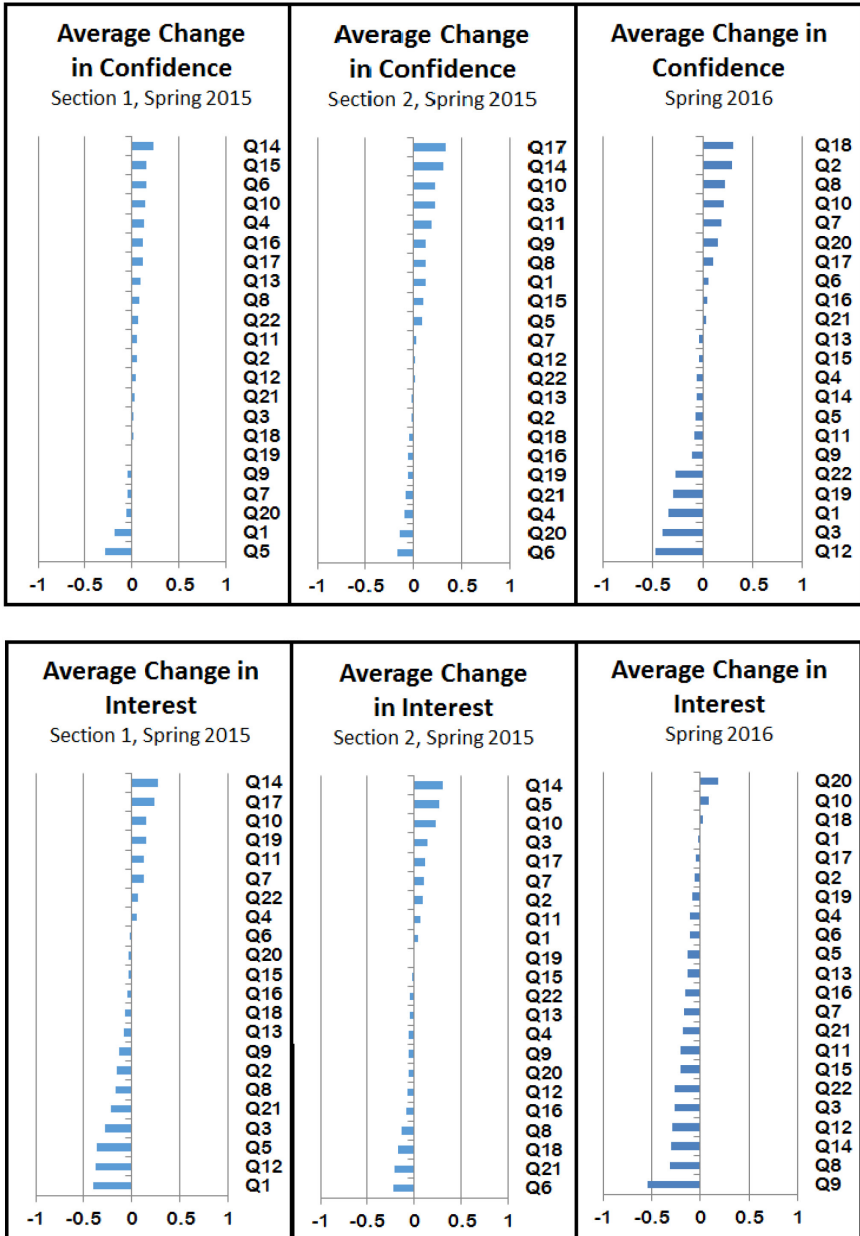 Average Change
in Confidence
Section 1, Spring 2015
Q14
Q15
Q6
Q10
Q4
Q16
Q17
Q13
Q8
Q22
Q11
Q2
Q12
Q21
Q3
Q18
Q19
Q9
Q7
Q20
Q1
Q5
-1 -0.5 0 0.5 1
Average Change
in Confidence
Section 2, Spring 2015
Q17
Q14
Q10
Q3
Q11
Q9
Q8
Q1
Q15
Q5
Q7
Q12
Q22
Q13
Q2
Q18
Q16
Q19
Q21
Q4
Q20
Q6
-1 -0.5 0 0.5 1
Average Change in
Confidence
Spring 2016
Q18
Q2
Q8
Q10
Q7
Q20
Q17
Q6
Q16
Q21
Q13
Q15
Q4
Q14
Q5
Q11
Q9
Q22
Q19
Q1
Q3
Q12
-1 -0.5 0 0.5 1
Average Change in
Interest
Section 1, Spring 2015
Q14
Q17
Q10
Q19
Q11
Q7
Q22
Q4
Q6
Q20
Q15
Q16
Q18
Q13
Q9
Q2
Q8
Q21
Q3
Q5
Q12
Q1
-1 -0.5 0 0.5 1
Average Change
in Interest
Section 2, Spring 2015
Q14
Q5
Q10
Q3
Q17
Q7
Q2
Q11
Q1
Q19
Q15
Q22
Q13
Q4
Q9
Q20
Q12
Q16
Q8
Q18
Q21
Q6
-1 -0.5 0 0.5 1
Average Change in
Interest
Spring 2016
Q20
Q10
Q18
Q1
Q17
Q2
Q19
Q4
Q6
Q5
Q13
Q16
Q7
Q21
Q11
Q15
Q22
Q3
Q12
Q14
Q8
Q9
-1 -0.5 0 0.5 1